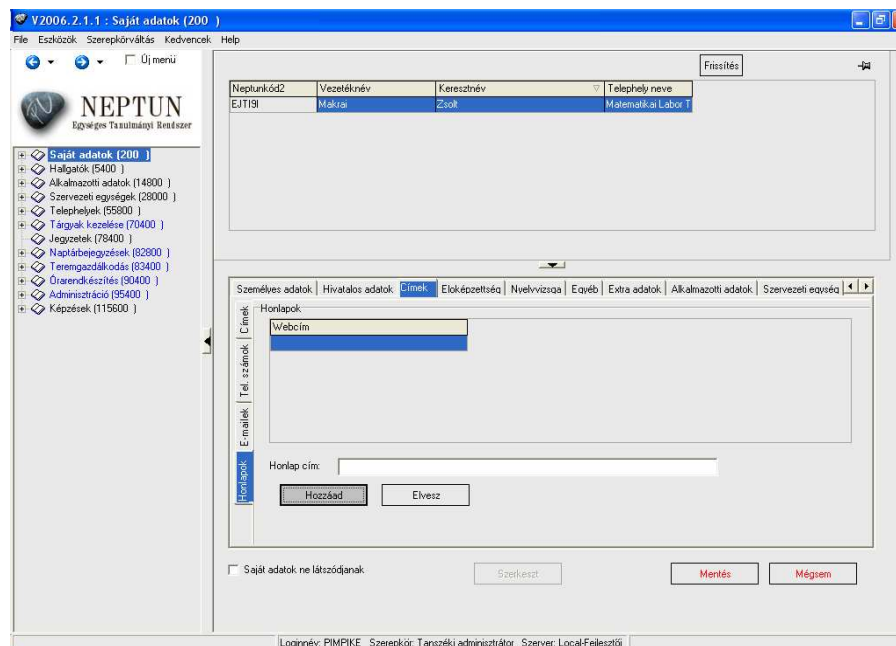 V2006.2.1.1 : Saját adatok (200 )
File Eszközök Szerepkörváltás Kedvencek Help
Új menü
Frissítés
NEPTUN
Egységes Tanulmányi Rendszer
Neptunkód2 Vezetéknév Keresztnév Telephely neve
EJTI9I Makrai Zsolt Matematikai Labor T
Saját adatok (200 )
Hallgatók (5400 )
Alkalmazotti adatok (14800 )
Szervezeti egységek (28000 )
Telephelyek (55800 )
Tárgyak kezelése (70400 )
Jegyzetek (78400 )
Naptárbejegyzések (82800 )
Teremgazdálkodás (83400 )
Órarendkészítés (90400 )
Adminisztráció (95400 )
Képzések (115600 )
Személyes adatok Hivatalos adatok Címek Eloképzettség Nyelvvizsga Egyéb Extra adatok Alkalmazotti adatok Szervezeti egység
Címek
Tel. számok
E-mailek
Honlapok
Honlapok
Webcím
Honlap cím:
Hozzáad Elvesz
Saját adatok ne látszódjanak
Szerkeszt Mentés Mégsem
Loginnév: PIMPIKE Szerepkör: Tanszéki adminisztrátor Szerver: Local-Fejlesztői